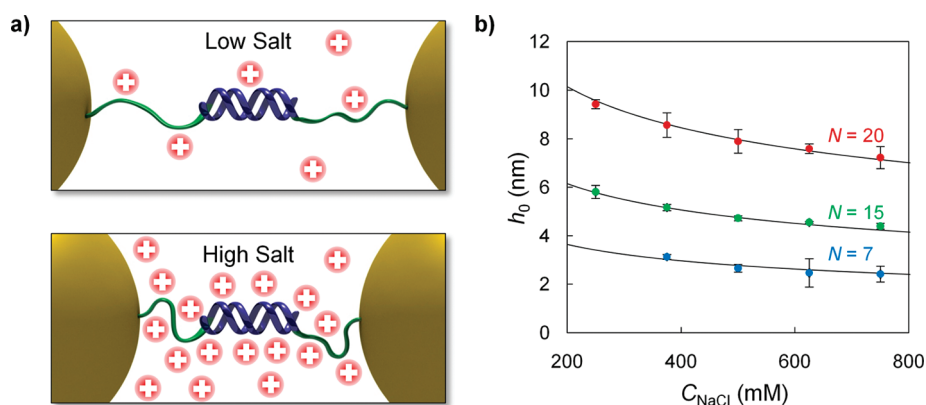 a)
Low Salt
High Salt
b)
12
10
8
6
4
2
0
h₀ (nm)
N = 20
N = 15
N = 7
200
400
600
800
C_NaCl (mM)